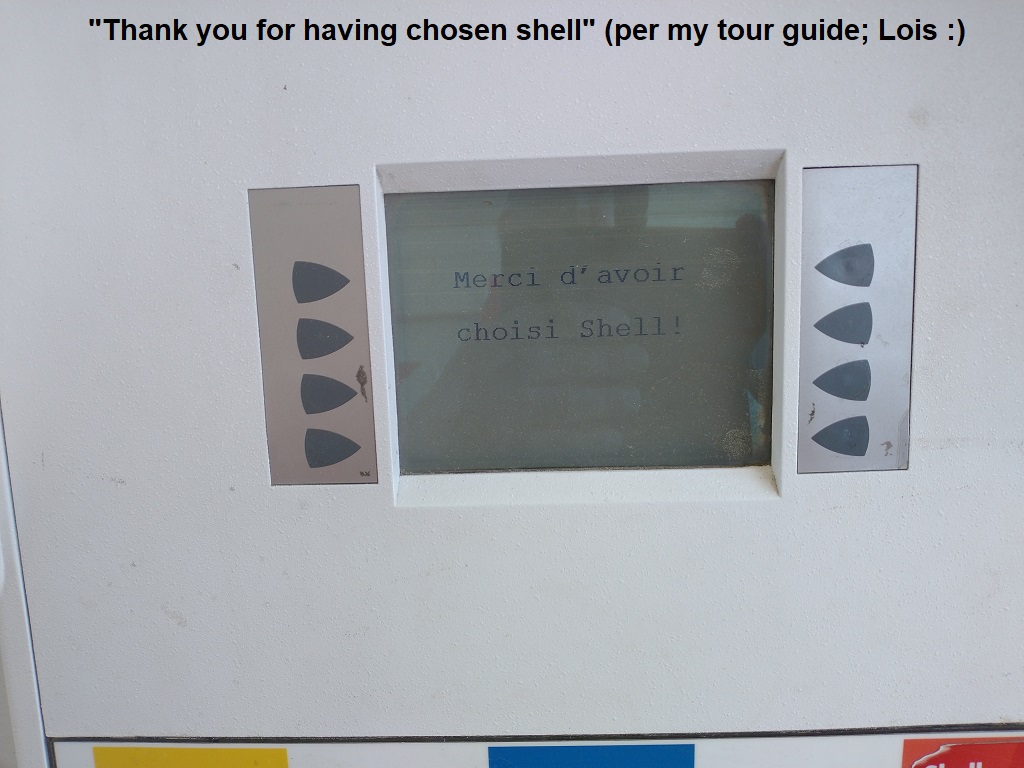 "Thank you for having chosen shell" (per my tour guide; Lois :)
Merci d'avoir
choisi Shell!